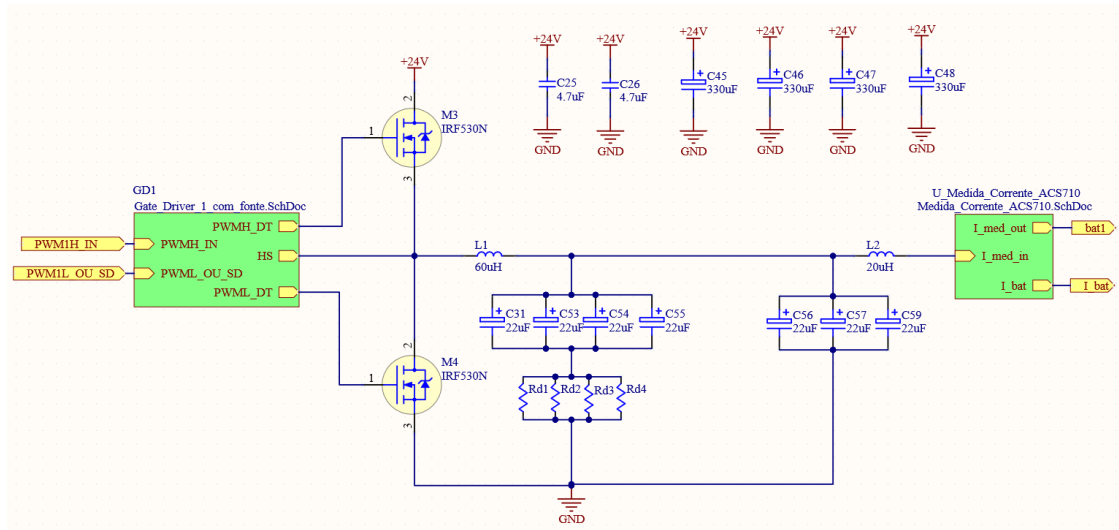 +24V
+24V
+24V
+24V
+24V
+24V
C25
4.7uF
C26
4.7uF
C45
330uF
C46
330uF
C47
330uF
C48
330uF
GND
GND
GND
GND
GND
GND
+24V
2
M3
IRF530N
1
3
GD1
Gate_Driver_1_com_fonte.SchDoc
PWMH_DT
PWM1H_IN
PWMH_IN
HS
PWM1L_OU_SD
PWML_OU_SD
PWML_DT
L1
60uH
L2
20uH
U_Medida_Corrente_ACS710
Medida_Corrente_ACS710.SchDoc
I_med_out
bat1
I_med_in
I_bat
I_bat
C31
22uF
C53
22uF
C54
22uF
C55
22uF
C56
22uF
C57
22uF
C59
22uF
2
M4
IRF530N
1
3
Rd1
Rd2
Rd3
Rd4
GND